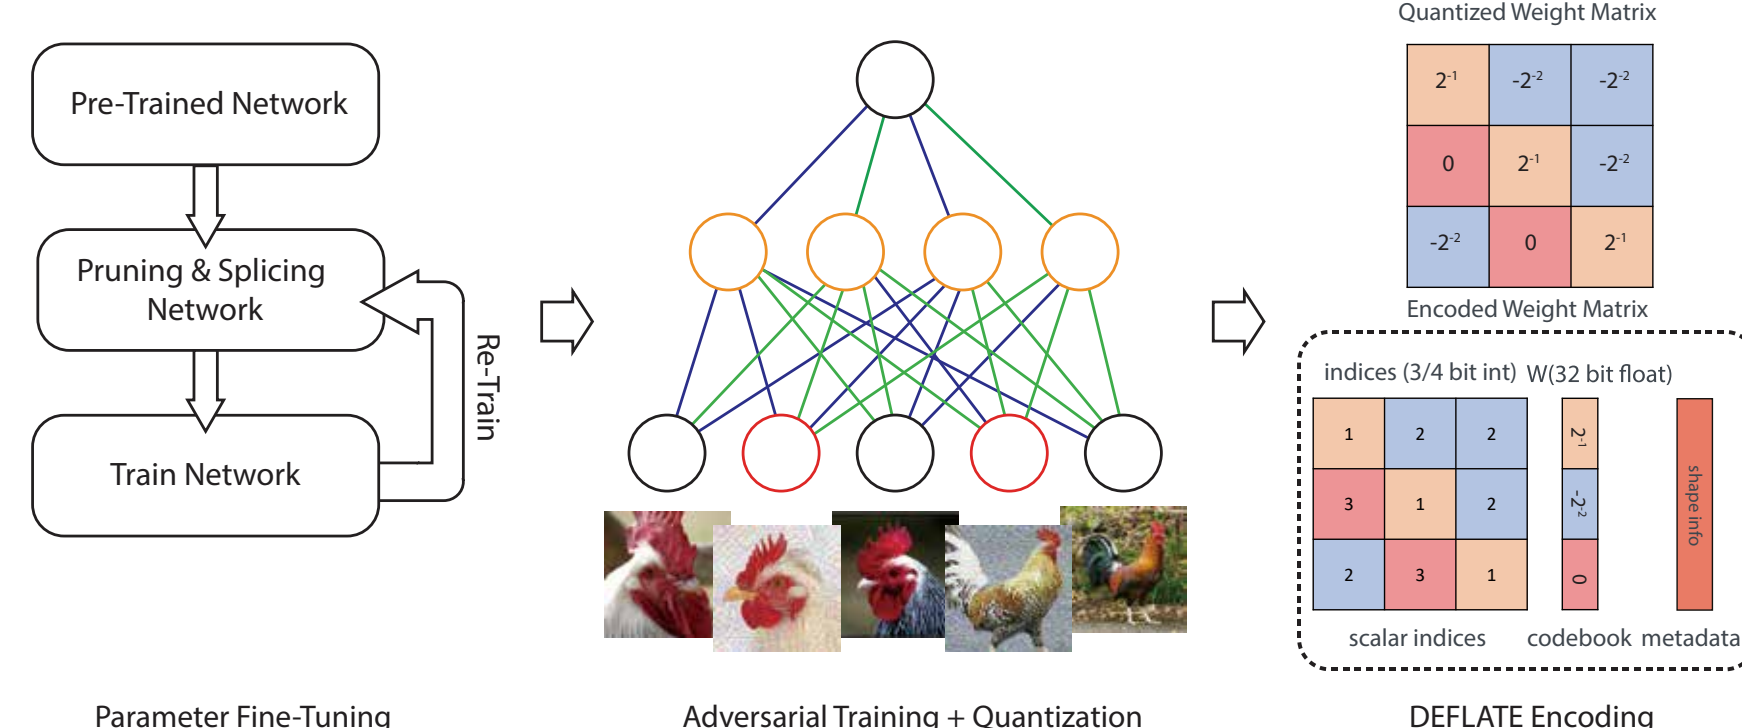 Pre-Trained Network
Pruning & Splicing
Network
Train Network
Re-Train
Parameter Fine-Tuning
Adversarial Training + Quantization
Quantized Weight Matrix
2⁻¹ -2⁻² -2⁻²
0 2⁻¹ -2⁻²
-2⁻² 0 2⁻¹
Encoded Weight Matrix
indices (3/4 bit int) W(32 bit float)
1 2 2
3 1 2
2 3 1
2⁻¹
-2⁻²
0
shape info
scalar indices codebook metadata
DEFLATE Encoding